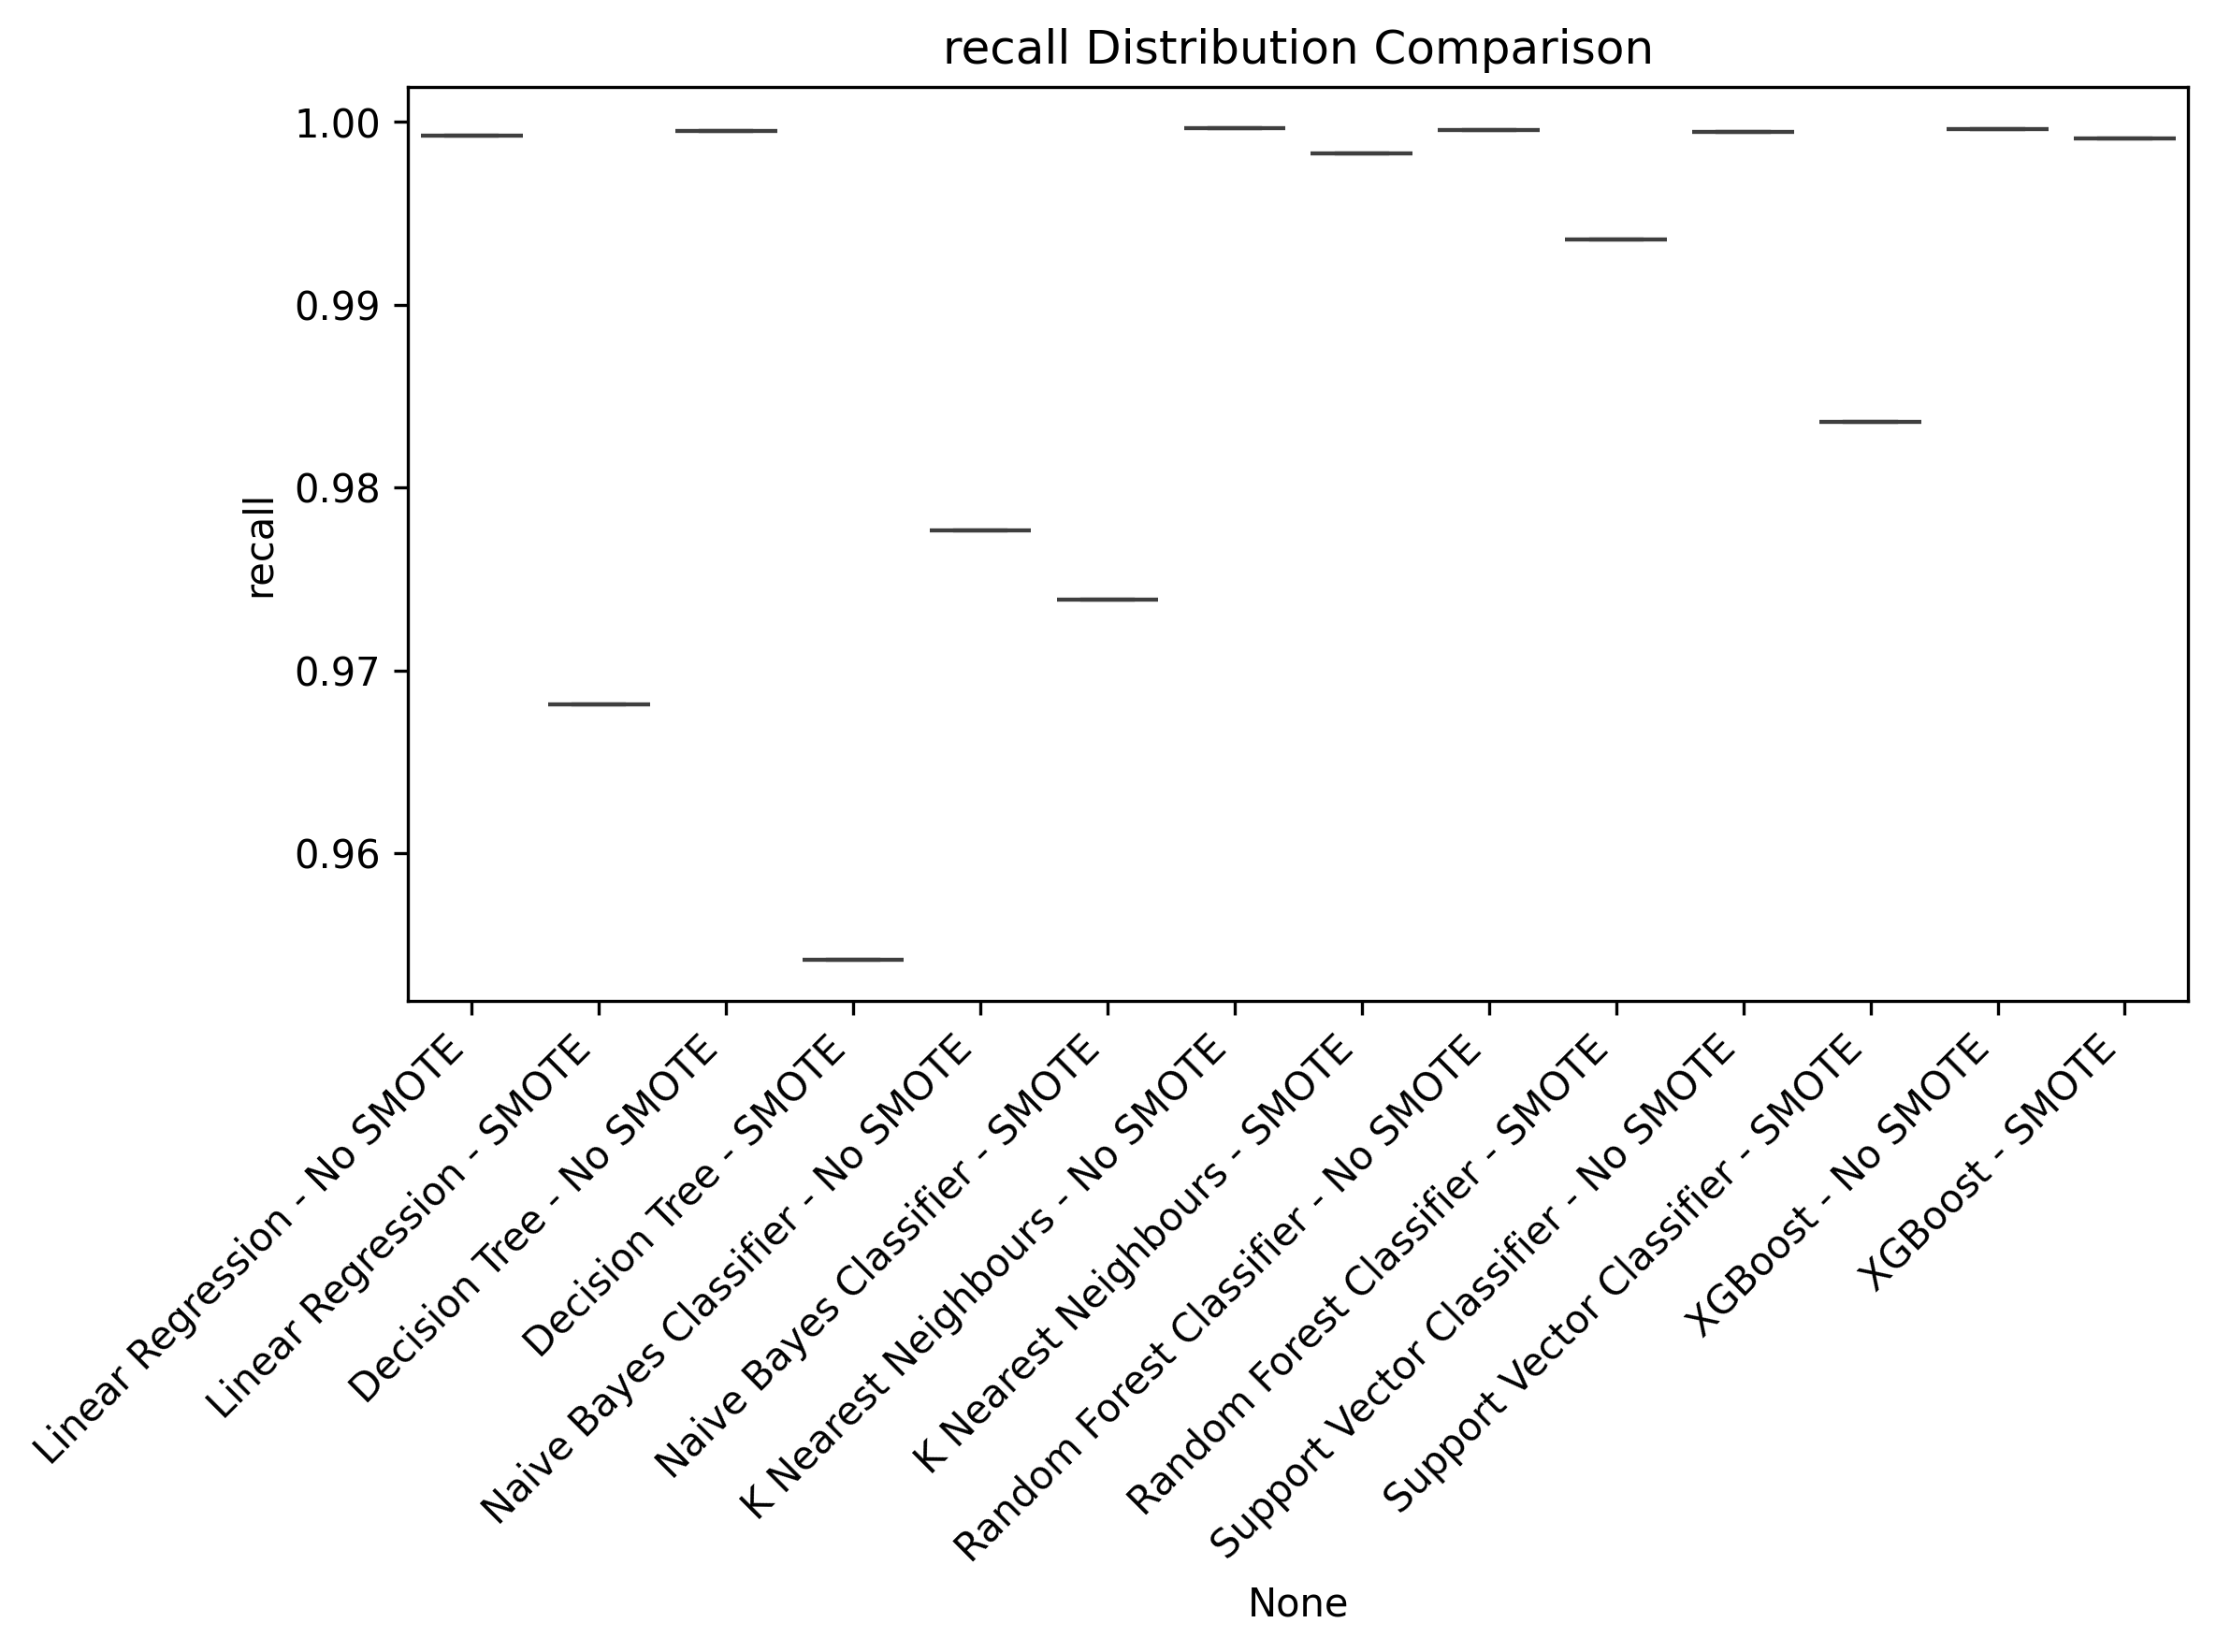 recall Distribution Comparison
1.00
0.99
0.98
0.97
0.96
recall
Linear Regression - No SMOTE
Linear Regression - SMOTE
Decision Tree - No SMOTE
Decision Tree - SMOTE
Naive Bayes Classifier - No SMOTE
Naive Bayes Classifier - SMOTE
K Nearest Neighbours - No SMOTE
K Nearest Neighbours - SMOTE
Random Forest Classifier - No SMOTE
Random Forest Classifier - SMOTE
Support Vector Classifier - No SMOTE
Support Vector Classifier - SMOTE
XGBoost - No SMOTE
XGBoost - SMOTE
None